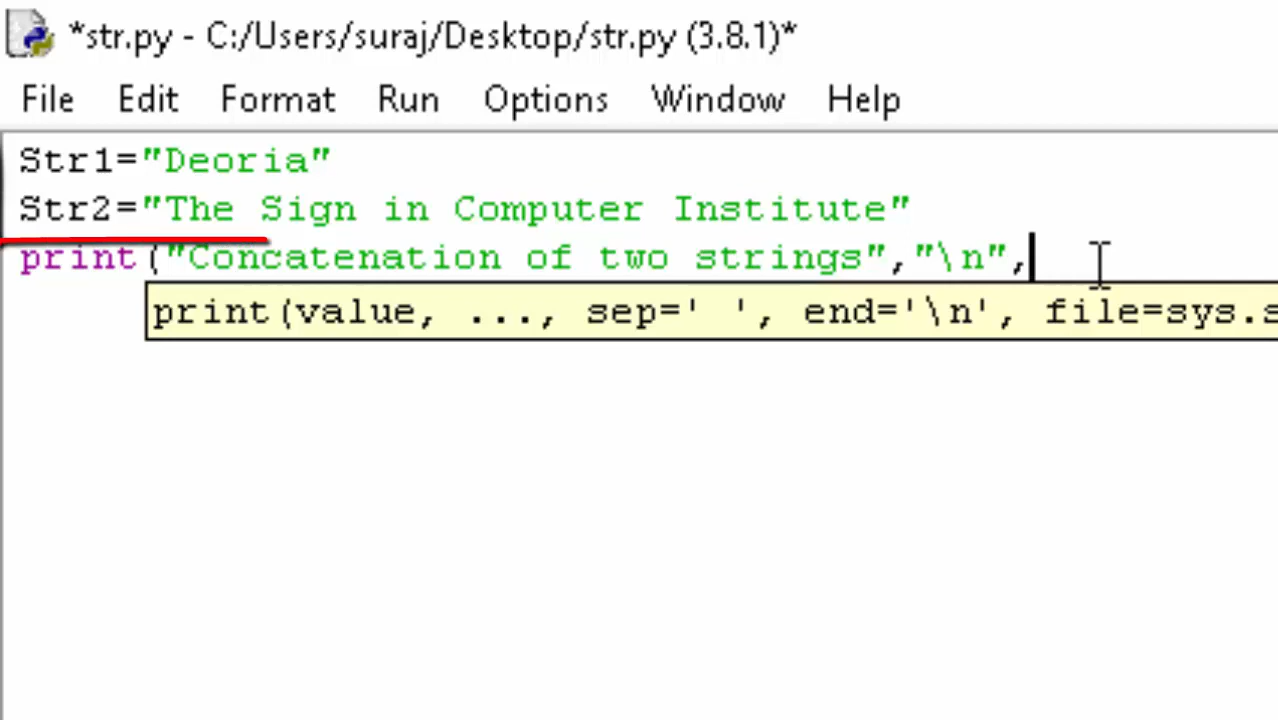 *str.py - C:/Users/suraj/Desktop/str.py (3.8.1)*
File Edit Format Run Options Window Help
Str1="Deoria"
Str2="The Sign in Computer Institute"
print("Concatenation of two strings","\n",
print(value, ..., sep=' ', end='\n', file=sys.s